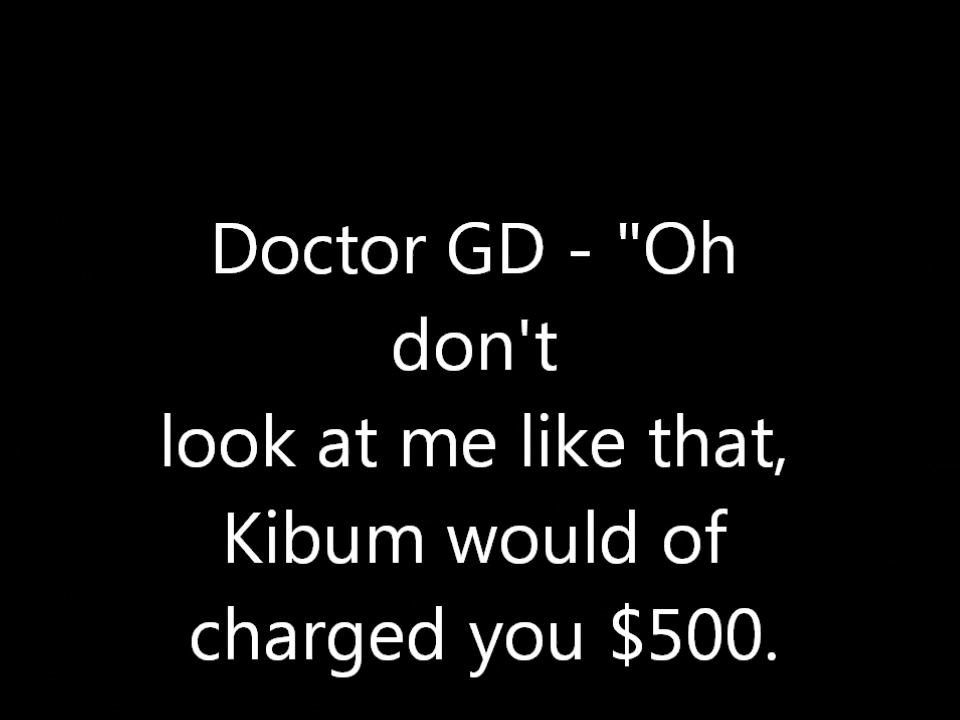 Doctor GD - "Oh
don't
look at me like that,
Kibum would of
charged you $500.